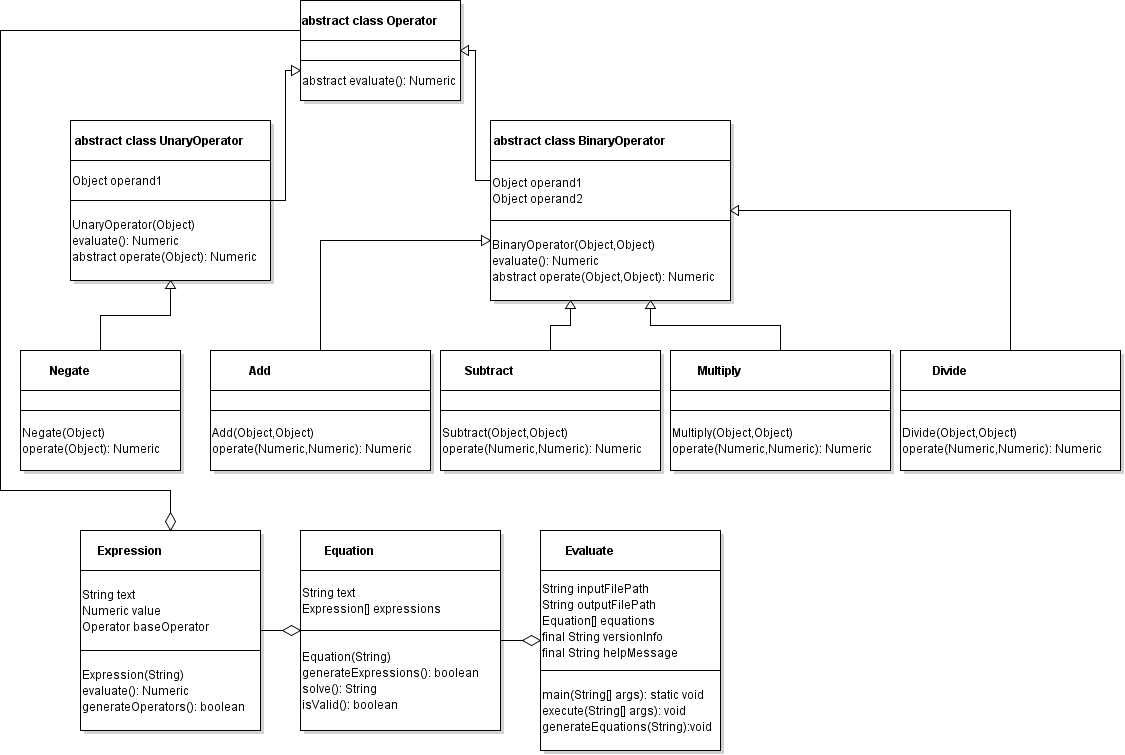 abstract class Operator
abstract evaluate(): Numeric
abstract class UnaryOperator
Object operand1
UnaryOperator(Object)
evaluate(): Numeric
abstract operate(Object): Numeric
abstract class BinaryOperator
Object operand1
Object operand2
BinaryOperator(Object,Object)
evaluate(): Numeric
abstract operate(Object,Object): Numeric
Negate
Negate(Object)
operate(Object): Numeric
Add
Add(Object,Object)
operate(Numeric,Numeric): Numeric
Subtract
Subtract(Object,Object)
operate(Numeric,Numeric): Numeric
Multiply
Multiply(Object,Object)
operate(Numeric,Numeric): Numeric
Divide
Divide(Object,Object)
operate(Numeric,Numeric): Numeric
Expression
String text
Numeric value
Operator baseOperator
Expression(String)
evaluate(): Numeric
generateOperators(): boolean
Equation
String text
Expression[] expressions
Equation(String)
generateExpressions(): boolean
solve(): String
isValid(): boolean
Evaluate
String inputFilePath
String outputFilePath
Equation[] equations
final String versionInfo
final String helpMessage
main(String[] args): static void
execute(String[] args): void
generateEquations(String):void